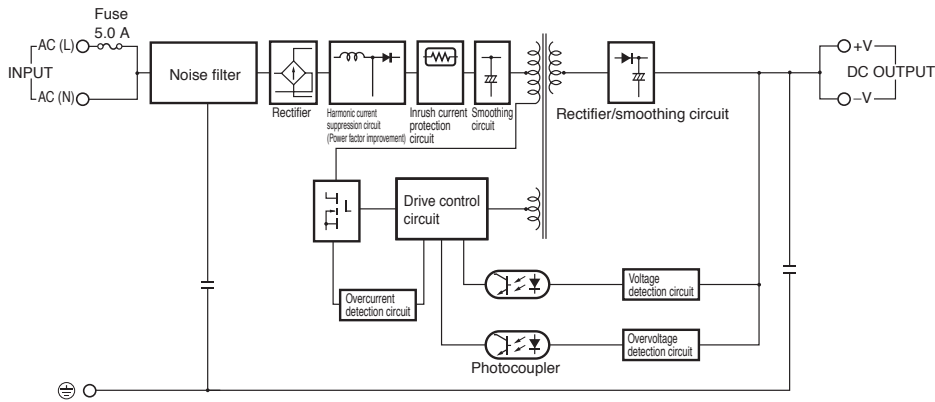 Fuse
5.0 A
AC (L)
INPUT
AC (N)
Noise filter
Rectifier
Harmonic current
suppression circuit
(Power factor improvement)
Inrush current
protection
circuit
Smoothing
circuit
Rectifier/smoothing circuit
+V
DC OUTPUT
–V
Drive control
circuit
Overcurrent
detection circuit
Voltage
detection circuit
Overvoltage
detection circuit
Photocoupler